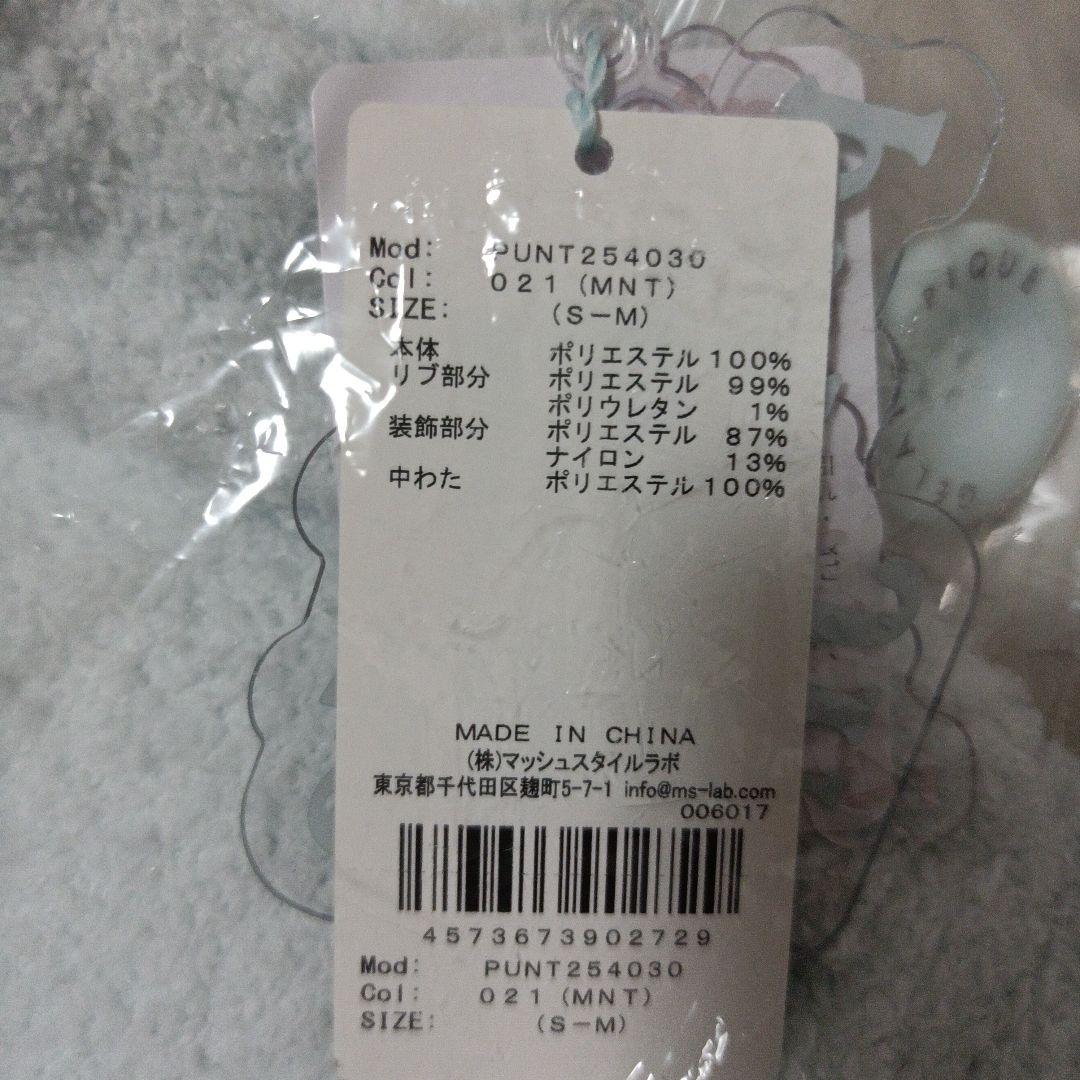 Mod: PUNT254030
Col: 021 (MNT)
SIZE: (S-M)
本体 ポリエステル 100%
リブ部分 ポリエステル 99%
ポリウレタン 1%
装飾部分 ポリエステル 87%
ナイロン 13%
中わた ポリエステル 100%
MADE IN CHINA
(株)マッシュスタイルラボ
東京都千代田区麹町5-7-1 info@ms-lab.com
006017
4573673902729
Mod: PUNT254030
Col: 021 (MNT)
SIZE: (S-M)